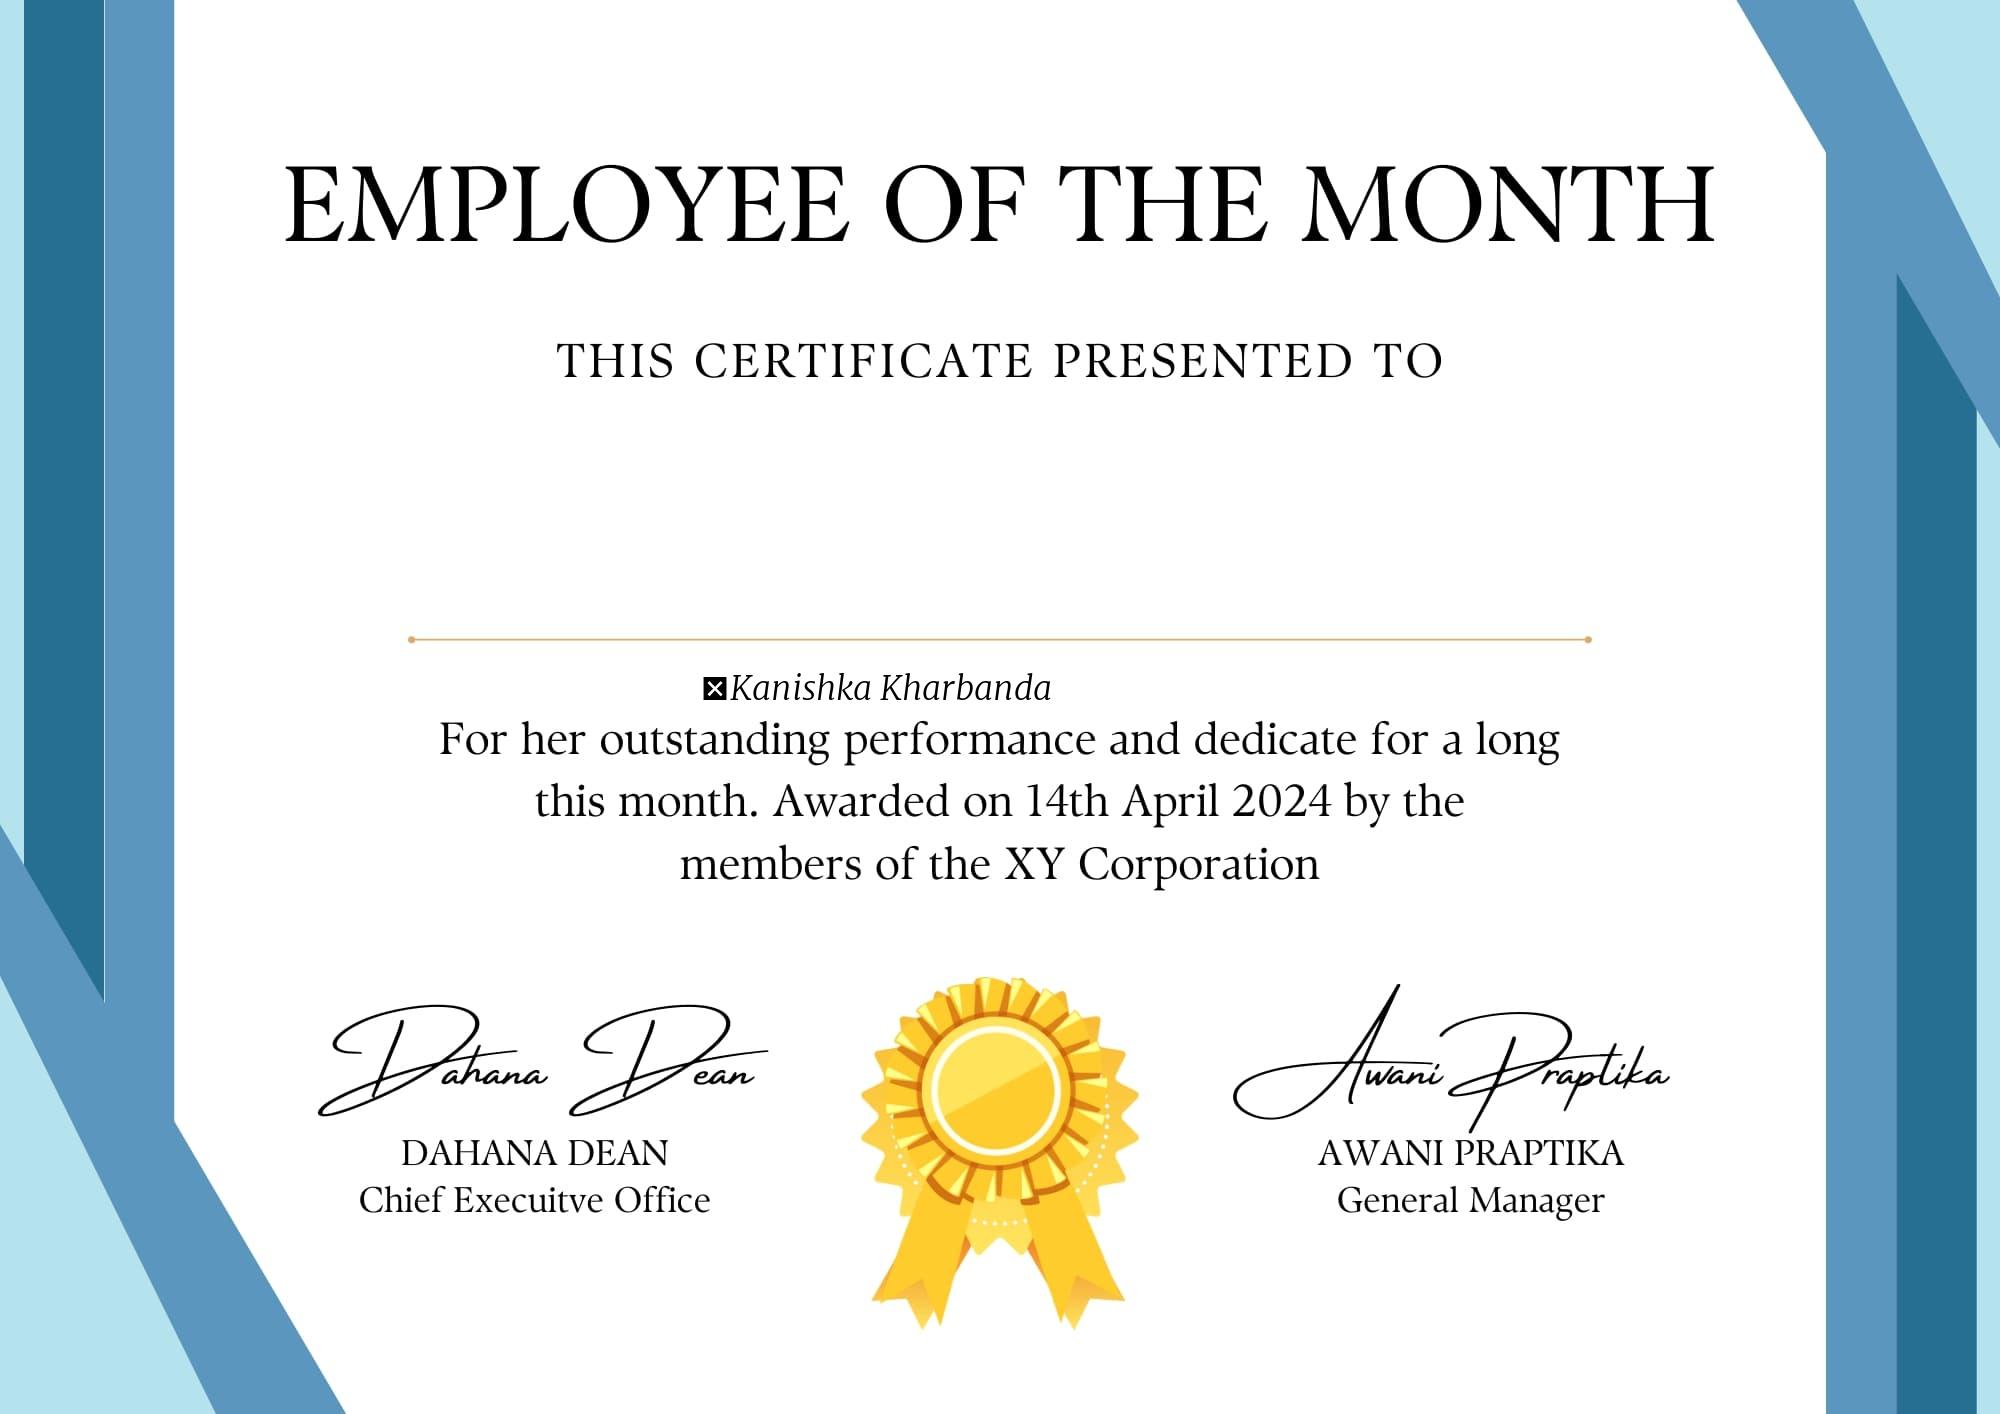 EMPLOYEE OF THE MONTH
THIS CERTIFICATE PRESENTED TO
Kanishka Kharbanda
For her outstanding performance and dedicate for a long
this month. Awarded on 14th April 2024 by the
members of the XY Corporation
Dahana Dean
Awani Praptika
DAHANA DEAN
Chief Execuitve Office
AWANI PRAPTIKA
General Manager